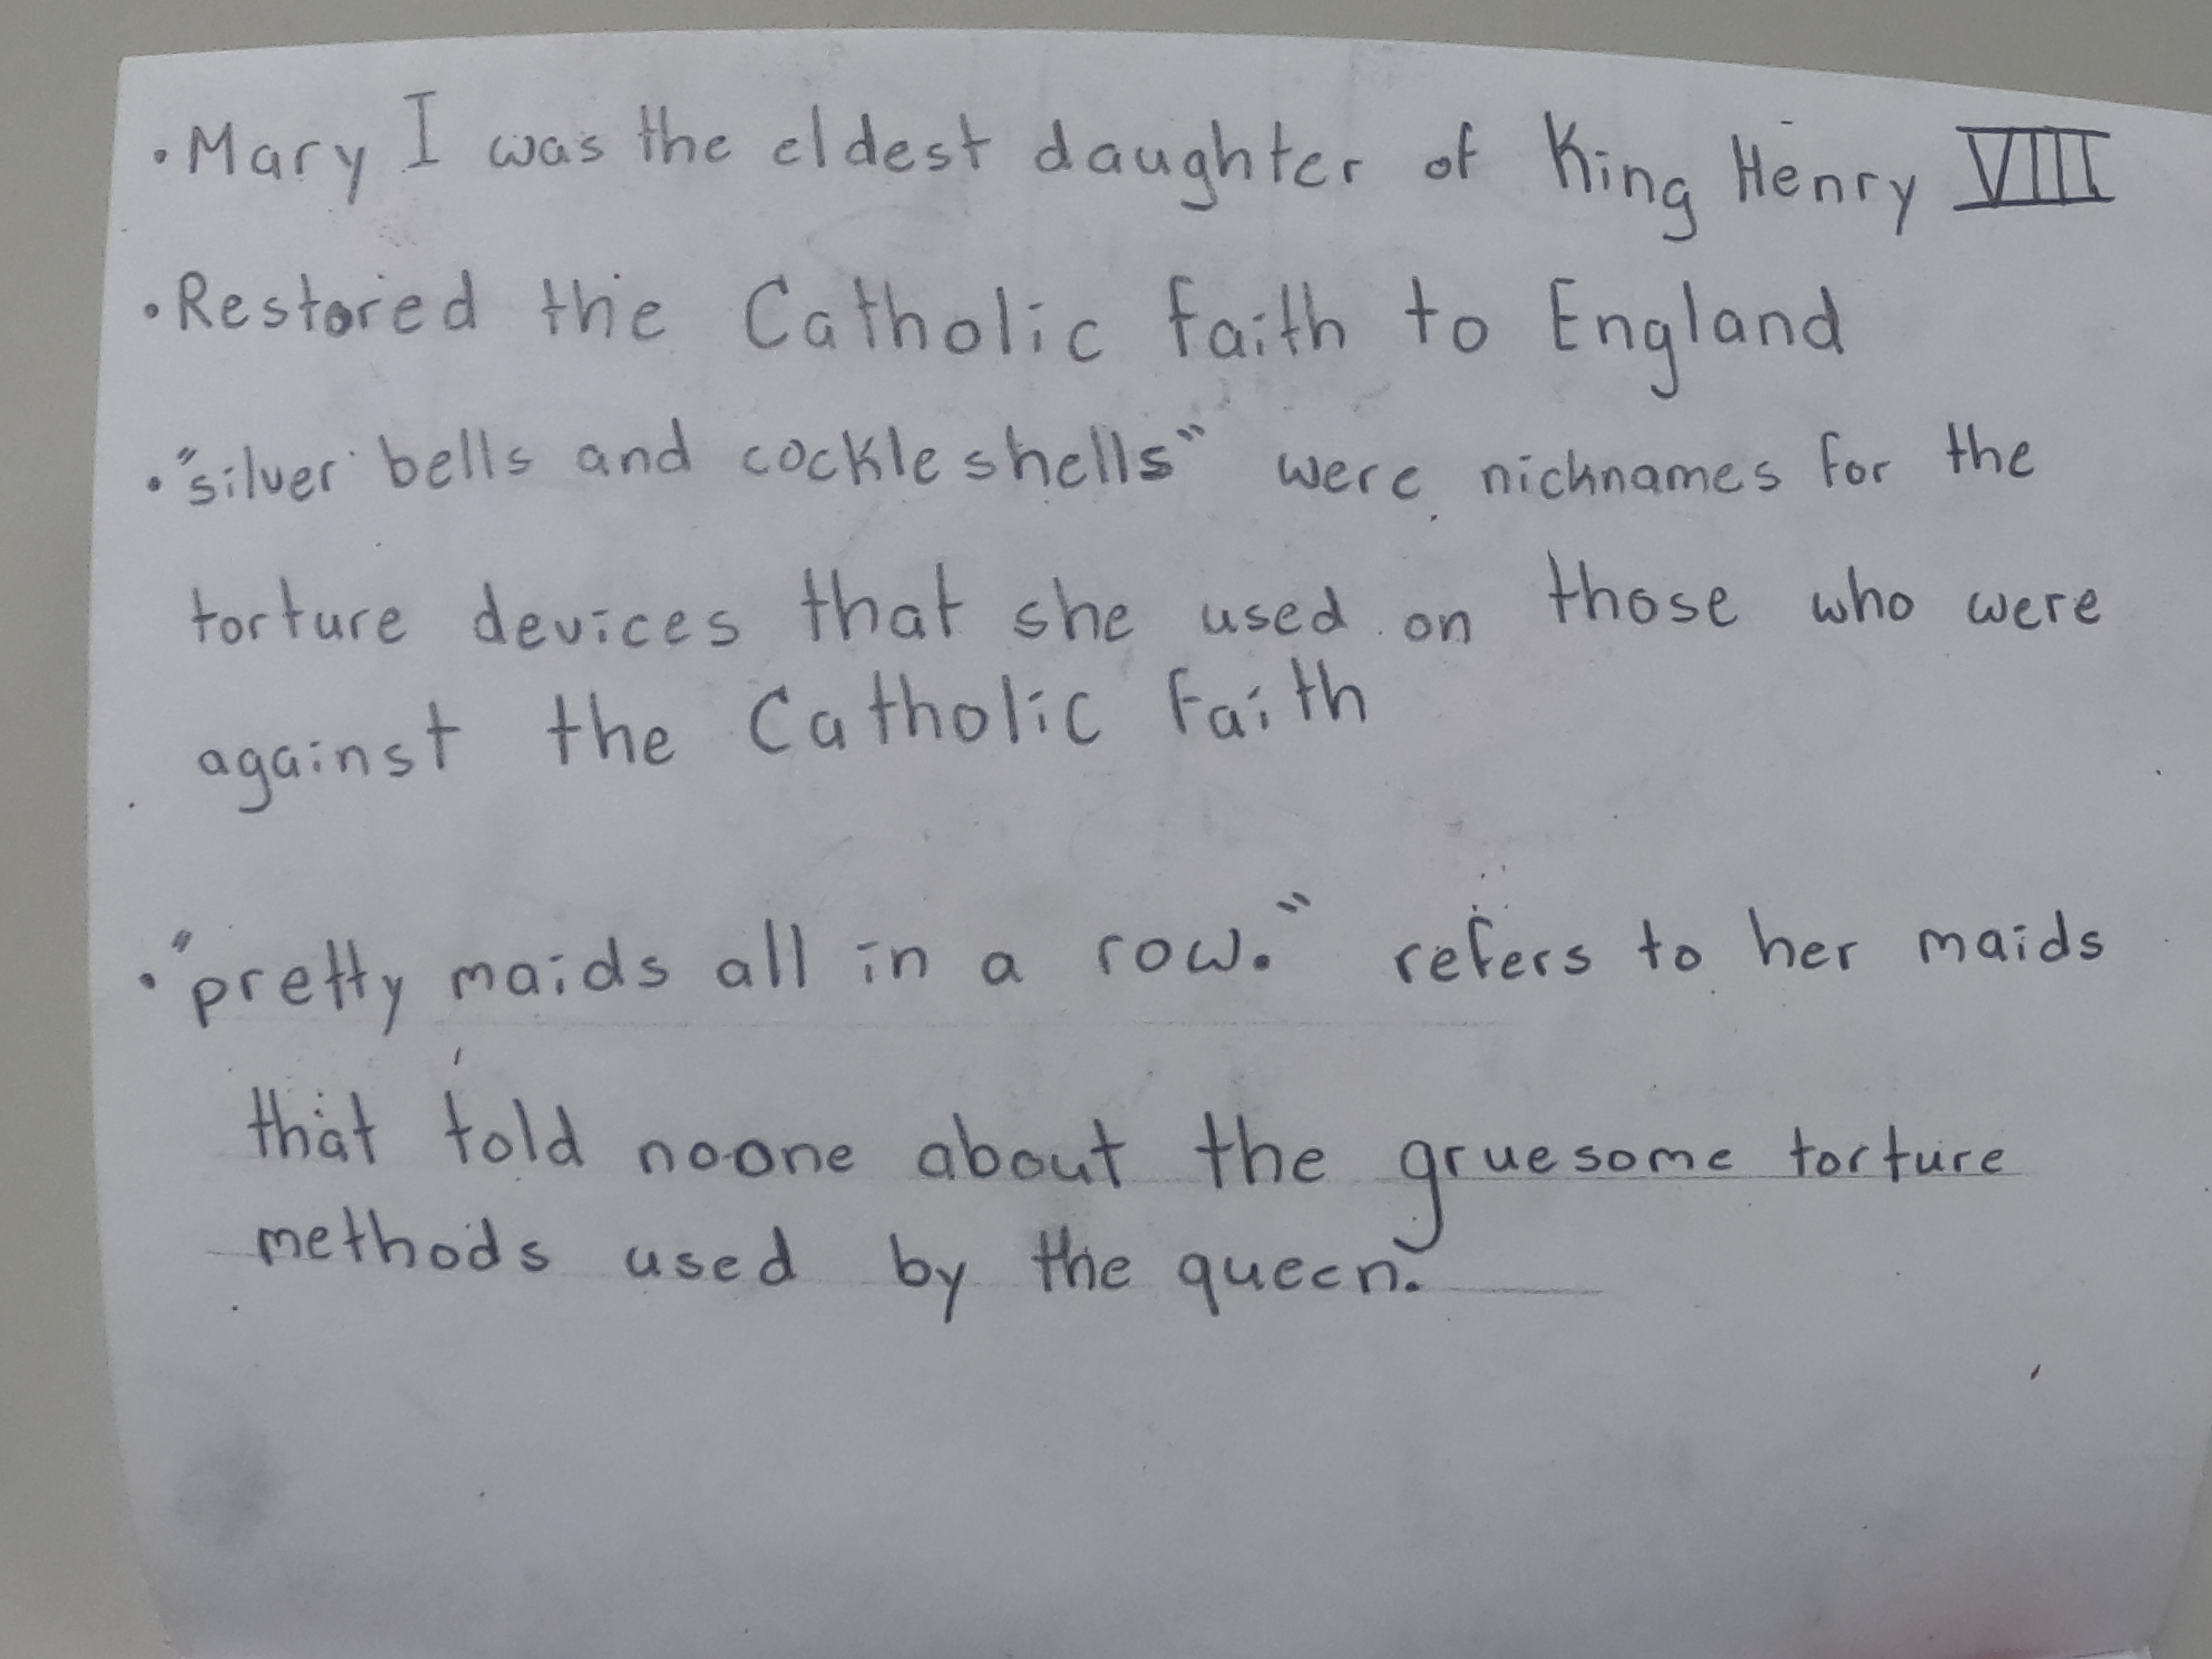 •Mary I was the eldest daughter of King Henry VIII
•Restored the Catholic faith to England
•"silver bells and cockle shells" were nicknames for the
torture devices that she used on those who were
against the Catholic Faith
•"pretty maids all in a row." refers to her maids
that told no-one about the gruesome torture
methods used by the queen.